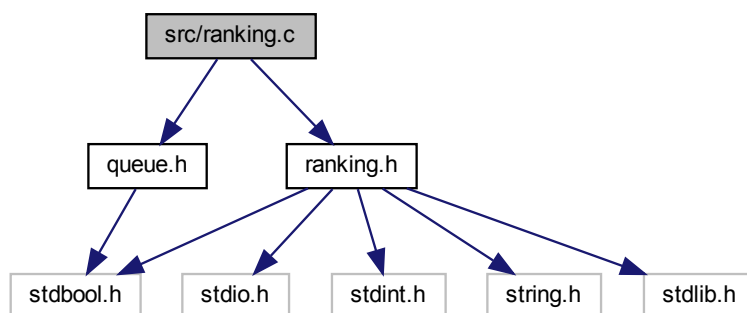 src/ranking.c
queue.h
ranking.h
stdbool.h
stdio.h
stdint.h
string.h
stdlib.h